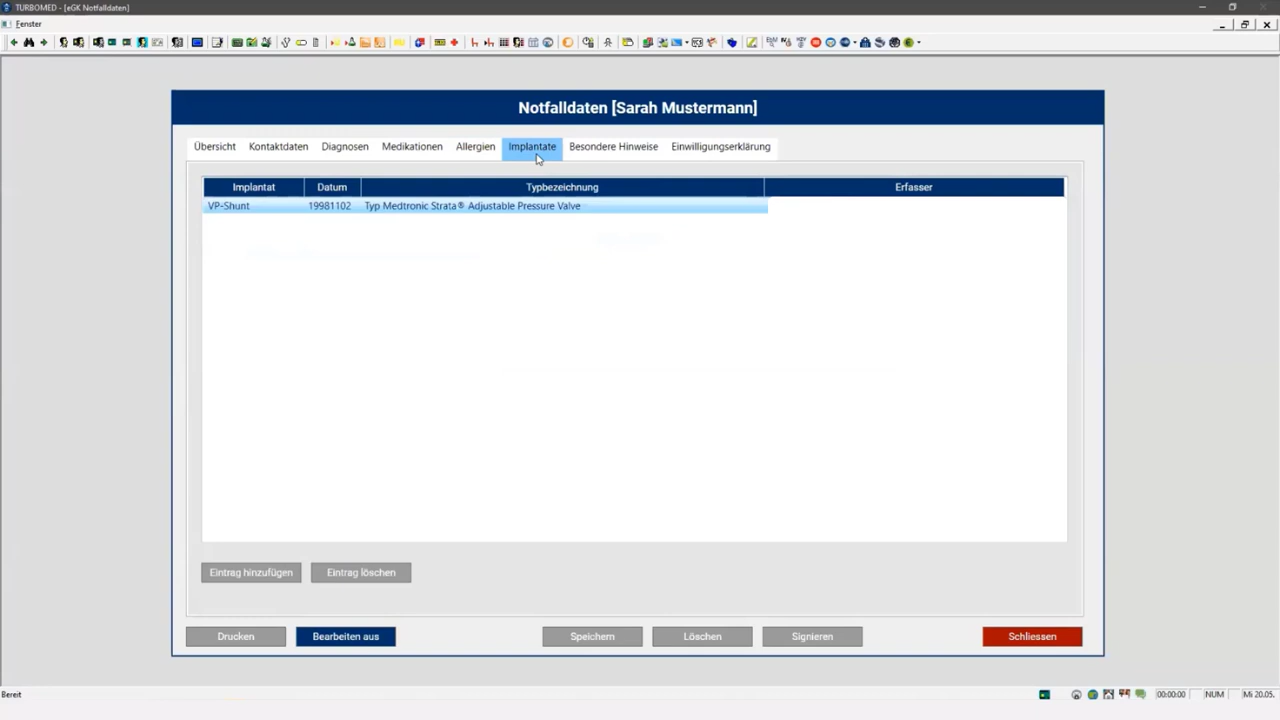 TURBOMED - [eGK Notfalldaten]
Fenster
Notfalldaten [Sarah Mustermann]
Übersicht Kontaktdaten Diagnosen Medikationen Allergien Implantate Besondere Hinweise Einwilligungserklärung
Implantat Datum Typbezeichnung Erfasser
VP-Shunt 19981102 Typ Medtronic Strata® Adjustable Pressure Valve
Eintrag hinzufügen Eintrag löschen
Drucken Bearbeiten aus Speichern Löschen Signieren Schliessen
Bereit 00:00:00 NUM Mi 20.05.